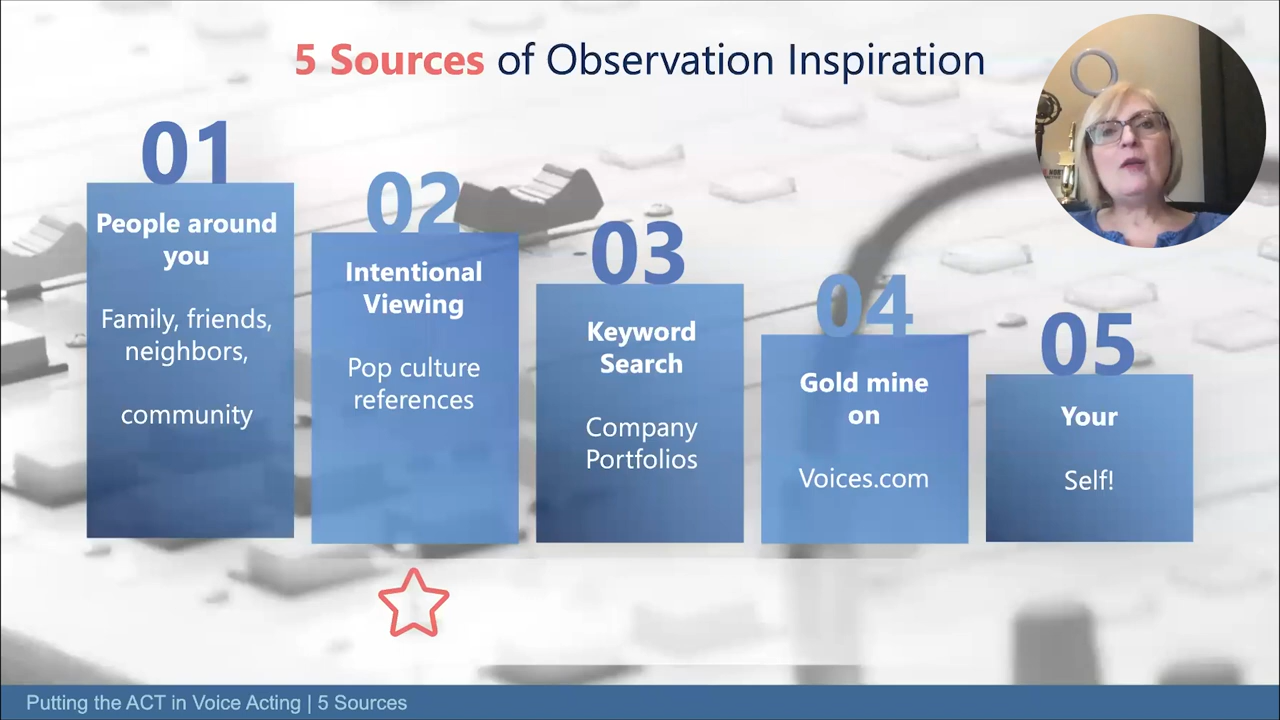 5 Sources of Observation Inspiration
01
People around
you
Family, friends,
neighbors,
community
02
Intentional
Viewing
Pop culture
references
03
Keyword
Search
Company
Portfolios
04
Gold mine
on
Voices.com
05
Your
Self!
Putting the ACT in Voice Acting | 5 Sources